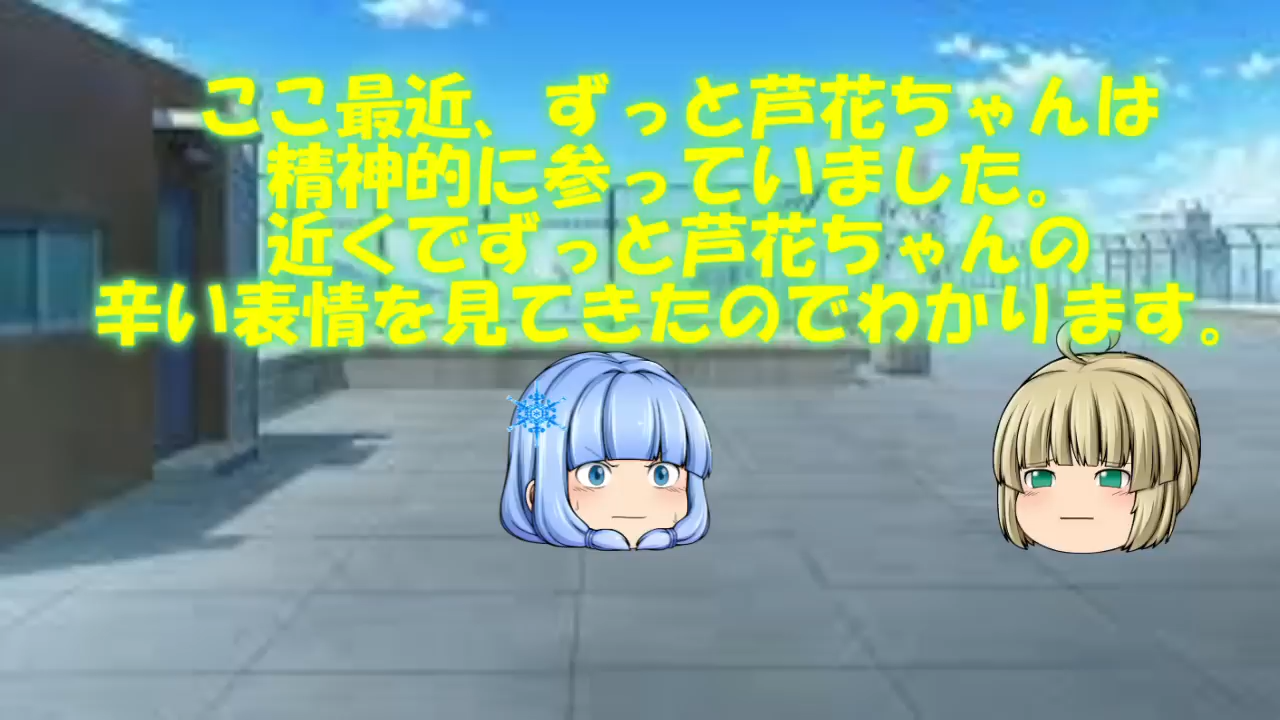 ここ最近、ずっと芦花ちゃんは
精神的に参っていました。
近くでずっと芦花ちゃんの
辛い表情を見てきたのでわかります。